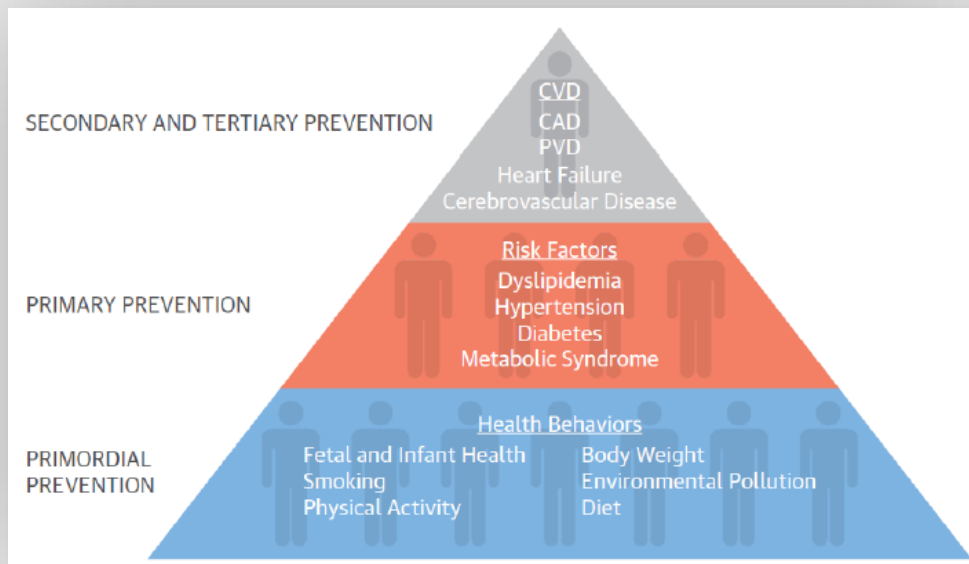 SECONDARY AND TERTIARY PREVENTION
CVD
CAD
PVD
Heart Failure
Cerebrovascular Disease
PRIMARY PREVENTION
Risk Factors
Dyslipidemia
Hypertension
Diabetes
Metabolic Syndrome
PRIMORDIAL
PREVENTION
Health Behaviors
Fetal and Infant Health
Smoking
Physical Activity
Body Weight
Environmental Pollution
Diet